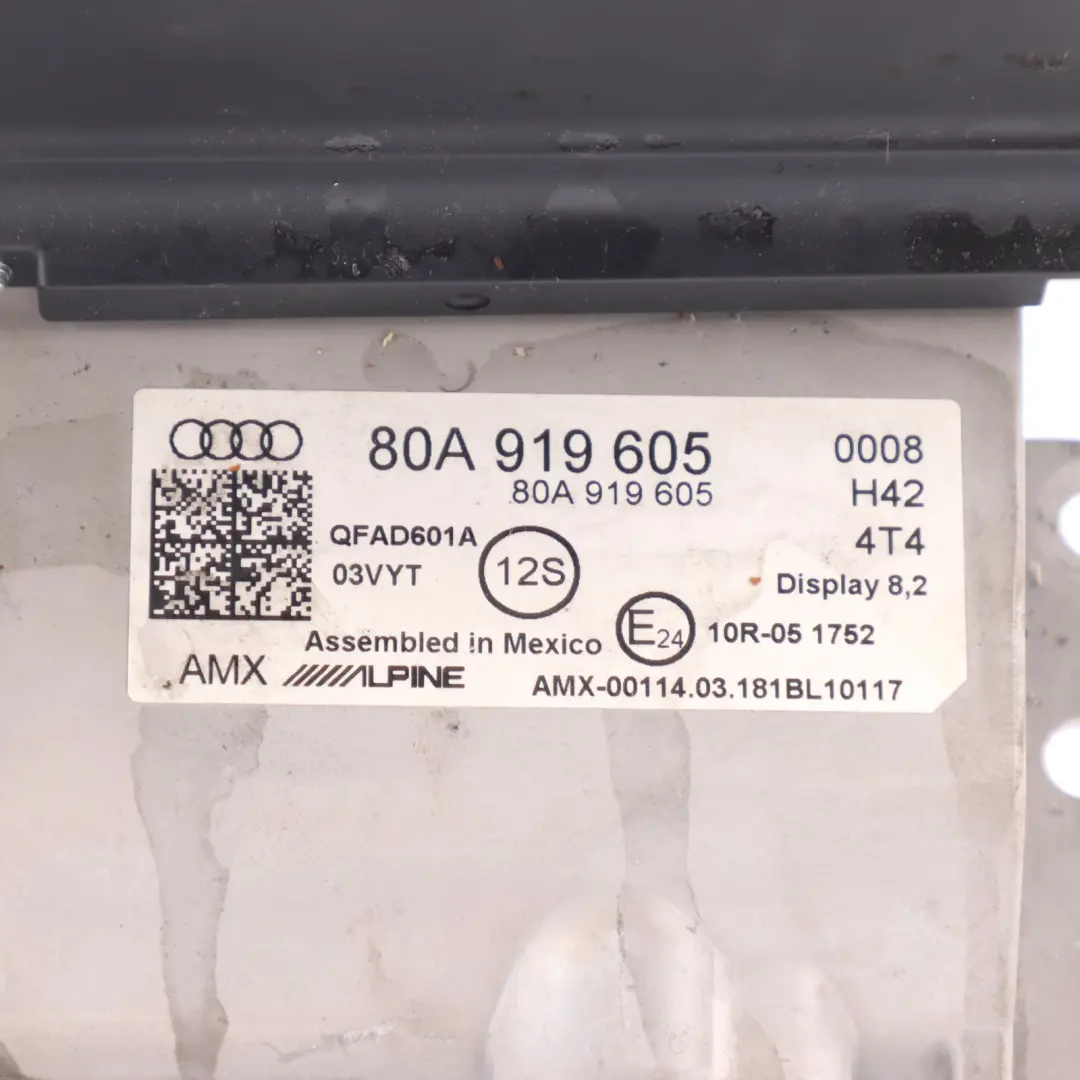 80A 919 605 0008
80A 919 605 H42
QFAD601A 12S 4T4
03VYT Display 8,2
Assembled in Mexico E24 10R-05 1752
AMX ALPINE AMX-00114.03.181BL10117